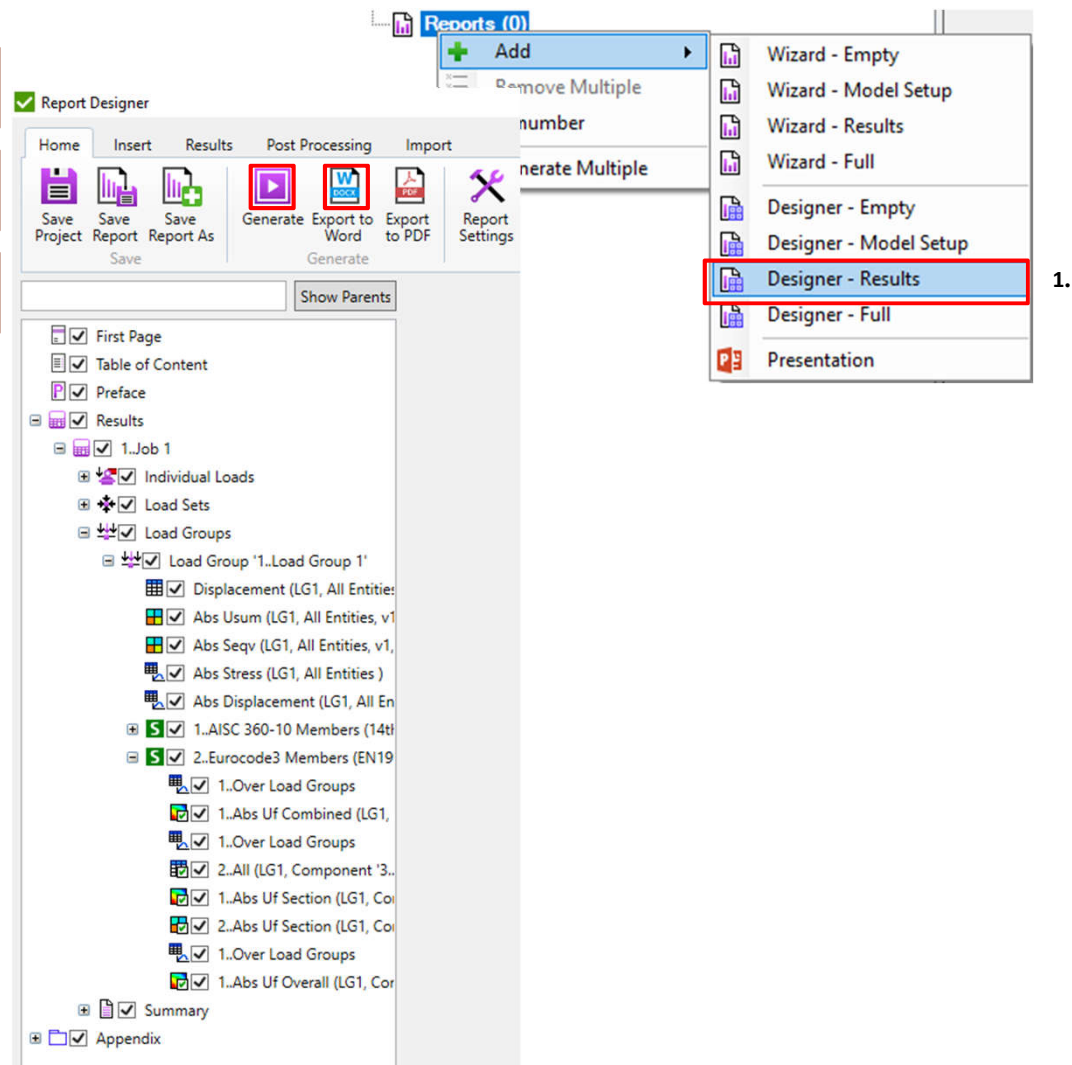 Reports (0)
Add
Remove Multiple
number
nerate Multiple
Wizard - Empty
Wizard - Model Setup
Wizard - Results
Wizard - Full
Designer - Empty
Designer - Model Setup
Designer - Results
Designer - Full
Presentation
1.
Report Designer
Home Insert Results Post Processing Import
Save Project
Save Report
Save Report As
Generate
Export to Word
Export to PDF
Report Settings
Save
Generate
Show Parents
First Page
Table of Content
Preface
Results
1..Job 1
Individual Loads
Load Sets
Load Groups
Load Group '1..Load Group 1'
Displacement (LG1, All Entities
Abs Usum (LG1, All Entities, v1
Abs Seqv (LG1, All Entities, v1,
Abs Stress (LG1, All Entities )
Abs Displacement (LG1, All En
1..AISC 360-10 Members (14th
2..Eurocode3 Members (EN19
1..Over Load Groups
1..Abs Uf Combined (LG1,
1..Over Load Groups
2..All (LG1, Component '3..
1..Abs Uf Section (LG1, Co
2..Abs Uf Section (LG1, Co
1..Over Load Groups
1..Abs Uf Overall (LG1, Cor
Summary
Appendix